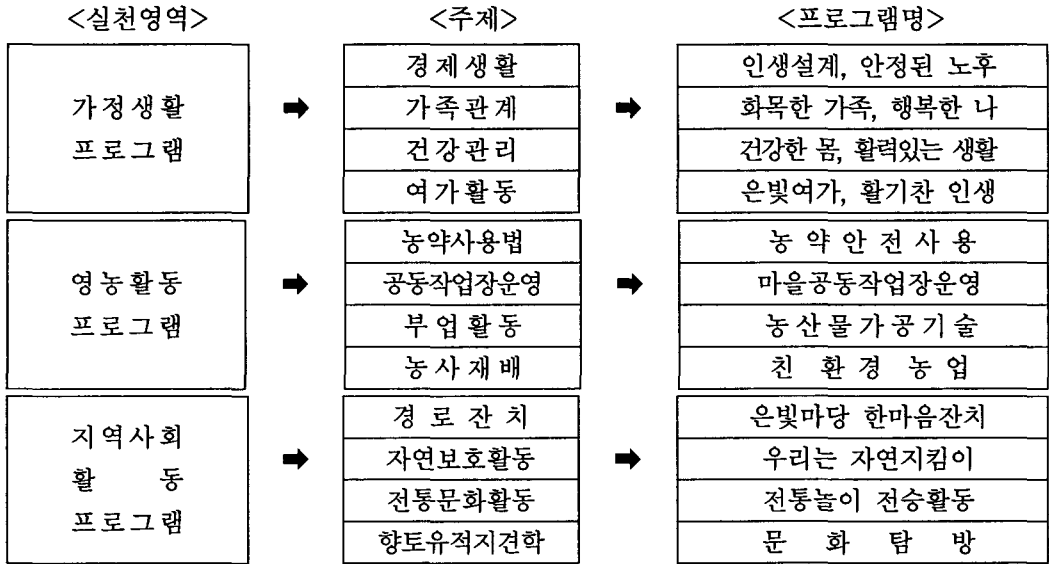 <실천영역> <주제> <프로그램명>
가정생활
프로그램
➡
경제생활
가족관계
건강관리
여가활동
➡
인생설계, 안정된 노후
화목한 가족, 행복한 나
건강한 몸, 활력있는 생활
은빛여가, 활기찬 인생
영농활동
프로그램
➡
농약사용법
공동작업장운영
부업활동
농사재배
➡
농약안전사용
마을공동작업장운영
농산물가공기술
친환경농업
지역사회
활동
프로그램
➡
경로잔치
자연보호활동
전통문화활동
향토유적지견학
➡
은빛마당 한마음잔치
우리는 자연지킴이
전통놀이 전승활동
문화탐방